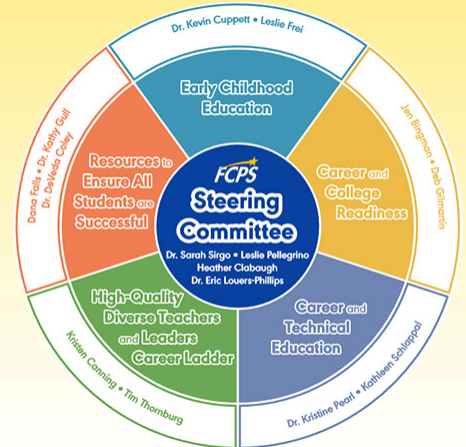 Dr. Kevin Cuppett • Leslie Frei
Early Childhood
Education
Jen Bingman • Deb Gilmartin
Career and
College
Readiness
Dr. Kristine Pearl • Kathleen Schlappal
Career and
Technical
Education
Kristen Canning • Tim Thornburg
High-Quality
Diverse Teachers
and Leaders
Career Ladder
Dana Falls • Dr. Kathy Gull
Dr. DeVeda Coley
Resources to
Ensure All
Students are
Successful
FCPS
Steering
Committee
Dr. Sarah Sirgo • Leslie Pellegrino
Heather Clabaugh
Dr. Eric Louers-Phillips